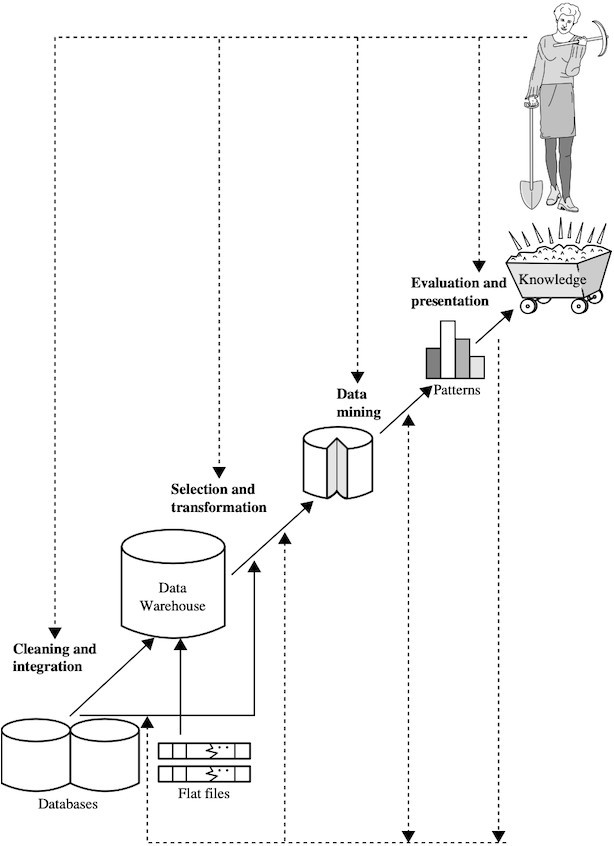 Evaluation and
presentation
Knowledge
Patterns
Data
mining
Selection and
transformation
Data
Warehouse
Cleaning and
integration
Databases
Flat files